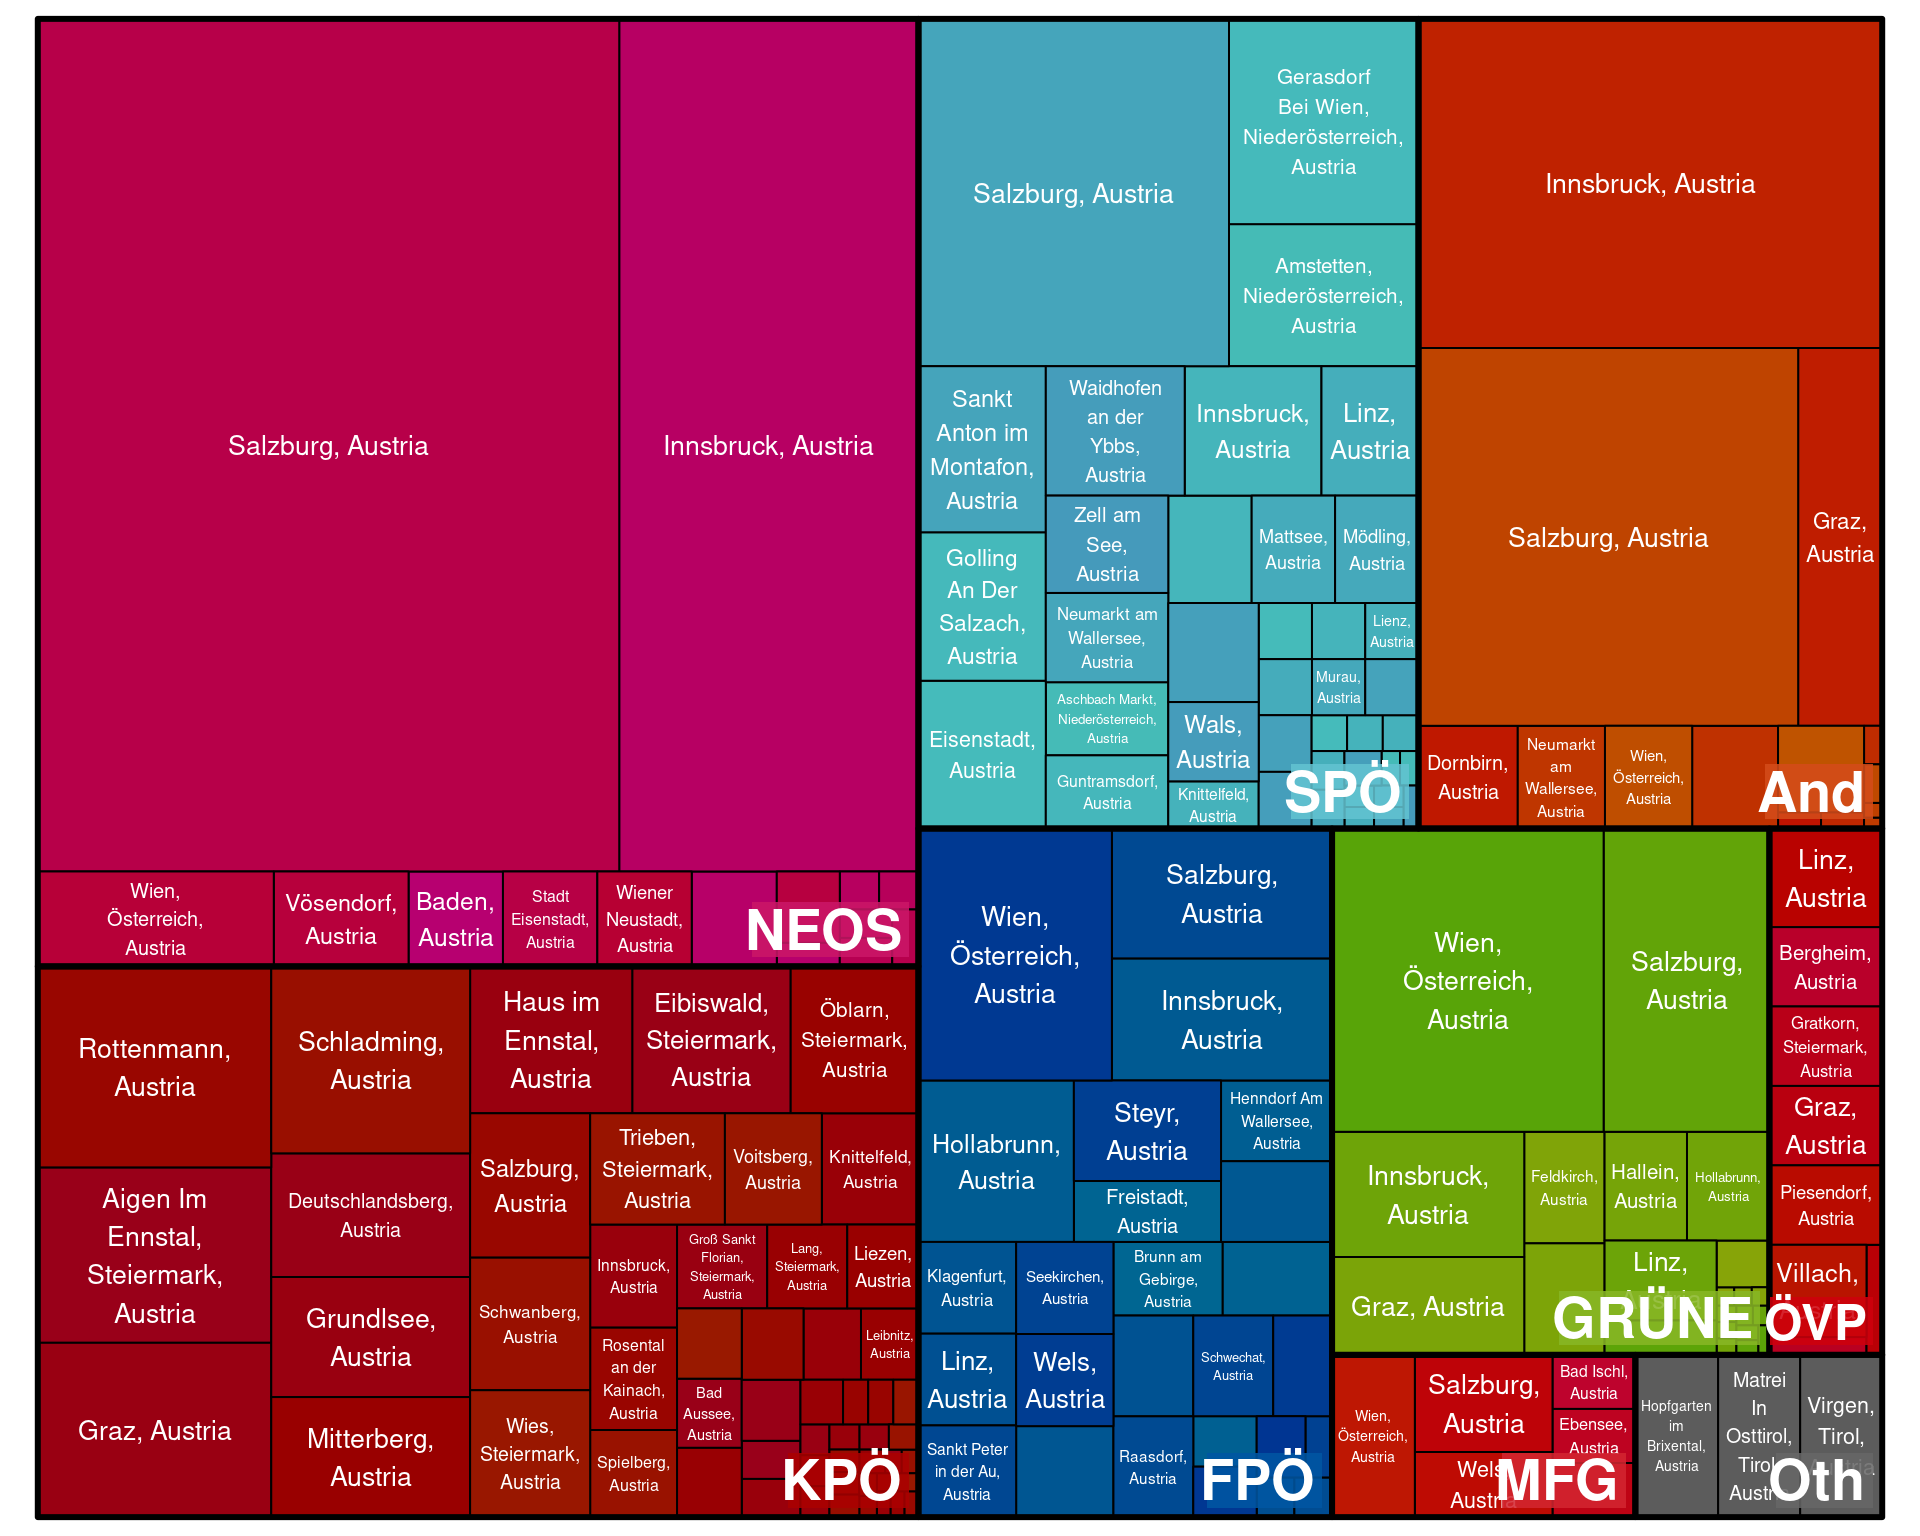 Salzburg, Austria
Innsbruck, Austria
Wien,
Österreich,
Austria
Vösendorf,
Austria
Baden,
Austria
Stadt
Eisenstadt,
Austria
Wiener
Neustadt,
Austria
NEOS
Salzburg, Austria
Gerasdorf
Bei Wien,
Niederösterreich,
Austria
Amstetten,
Niederösterreich,
Austria
Sankt
Anton im
Montafon,
Austria
Waidhofen
an der
Ybbs,
Austria
Innsbruck,
Austria
Linz,
Austria
Golling
An Der
Salzach,
Austria
Zell am
See,
Austria
Mattsee,
Austria
Mödling,
Austria
Neumarkt am
Wallersee,
Austria
Lienz,
Austria
Murau,
Austria
Eisenstadt,
Austria
Aschbach Markt,
Niederösterreich,
Austria
Wals,
Austria
Guntramsdorf,
Austria
Knittelfeld,
Austria
SPÖ
Innsbruck, Austria
Salzburg, Austria
Graz,
Austria
Dornbirn,
Austria
Neumarkt
am
Wallersee,
Austria
Wien,
Österreich,
Austria
And
Rottenmann,
Austria
Schladming,
Austria
Haus im
Ennstal,
Austria
Eibiswald,
Steiermark,
Austria
Öblarn,
Steiermark,
Austria
Aigen Im
Ennstal,
Steiermark,
Austria
Deutschlandsberg,
Austria
Salzburg,
Austria
Trieben,
Steiermark,
Austria
Voitsberg,
Austria
Knittelfeld,
Austria
Grundlsee,
Austria
Schwanberg,
Austria
Innsbruck,
Austria
Groß Sankt
Florian,
Steiermark,
Austria
Lang,
Steiermark,
Austria
Liezen,
Austria
Rosental
an der
Kainach,
Austria
Leibnitz,
Austria
Graz, Austria
Mitterberg,
Austria
Wies,
Steiermark,
Austria
Spielberg,
Austria
Bad
Aussee,
Austria
KPÖ
Wien,
Österreich,
Austria
Salzburg,
Austria
Innsbruck,
Austria
Hollabrunn,
Austria
Steyr,
Austria
Henndorf Am
Wallersee,
Austria
Freistadt,
Austria
Klagenfurt,
Austria
Seekirchen,
Austria
Brunn am
Gebirge,
Austria
Linz,
Austria
Wels,
Austria
Schwechat,
Austria
Sankt Peter
in der Au,
Austria
Raasdorf,
Austria
FPÖ
Wien,
Österreich,
Austria
Salzburg,
Austria
Innsbruck,
Austria
Feldkirch,
Austria
Hallein,
Austria
Hollabrunn,
Austria
Graz, Austria
Linz,
Austria
GRÜNE
Linz,
Austria
Bergheim,
Austria
Gratkorn,
Steiermark,
Austria
Graz,
Austria
Piesendorf,
Austria
Villach,
ÖVP
Wien,
Österreich,
Austria
Salzburg,
Austria
Wels,
Austria
Bad Ischl,
Austria
Ebensee,
Austria
MFG
Hopfgarten
im
Brixental,
Austria
Matrei
In
Osttirol,
Tirol,
Austria
Virgen,
Tirol,
Austria
Oth